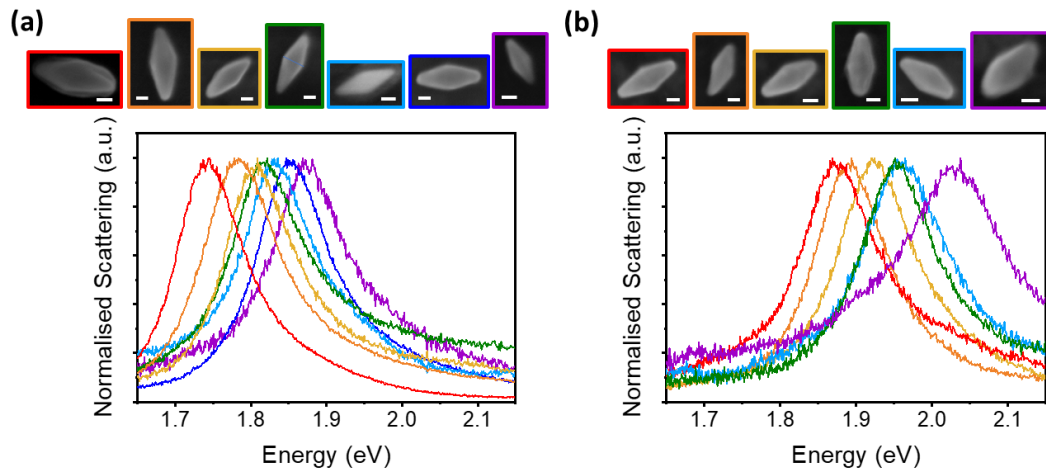 (a)
(b)
Normalised Scattering (a.u.)
1.7 1.8 1.9 2.0 2.1
Energy (eV)
Normalised Scattering (a.u.)
1.7 1.8 1.9 2.0 2.1
Energy (eV)